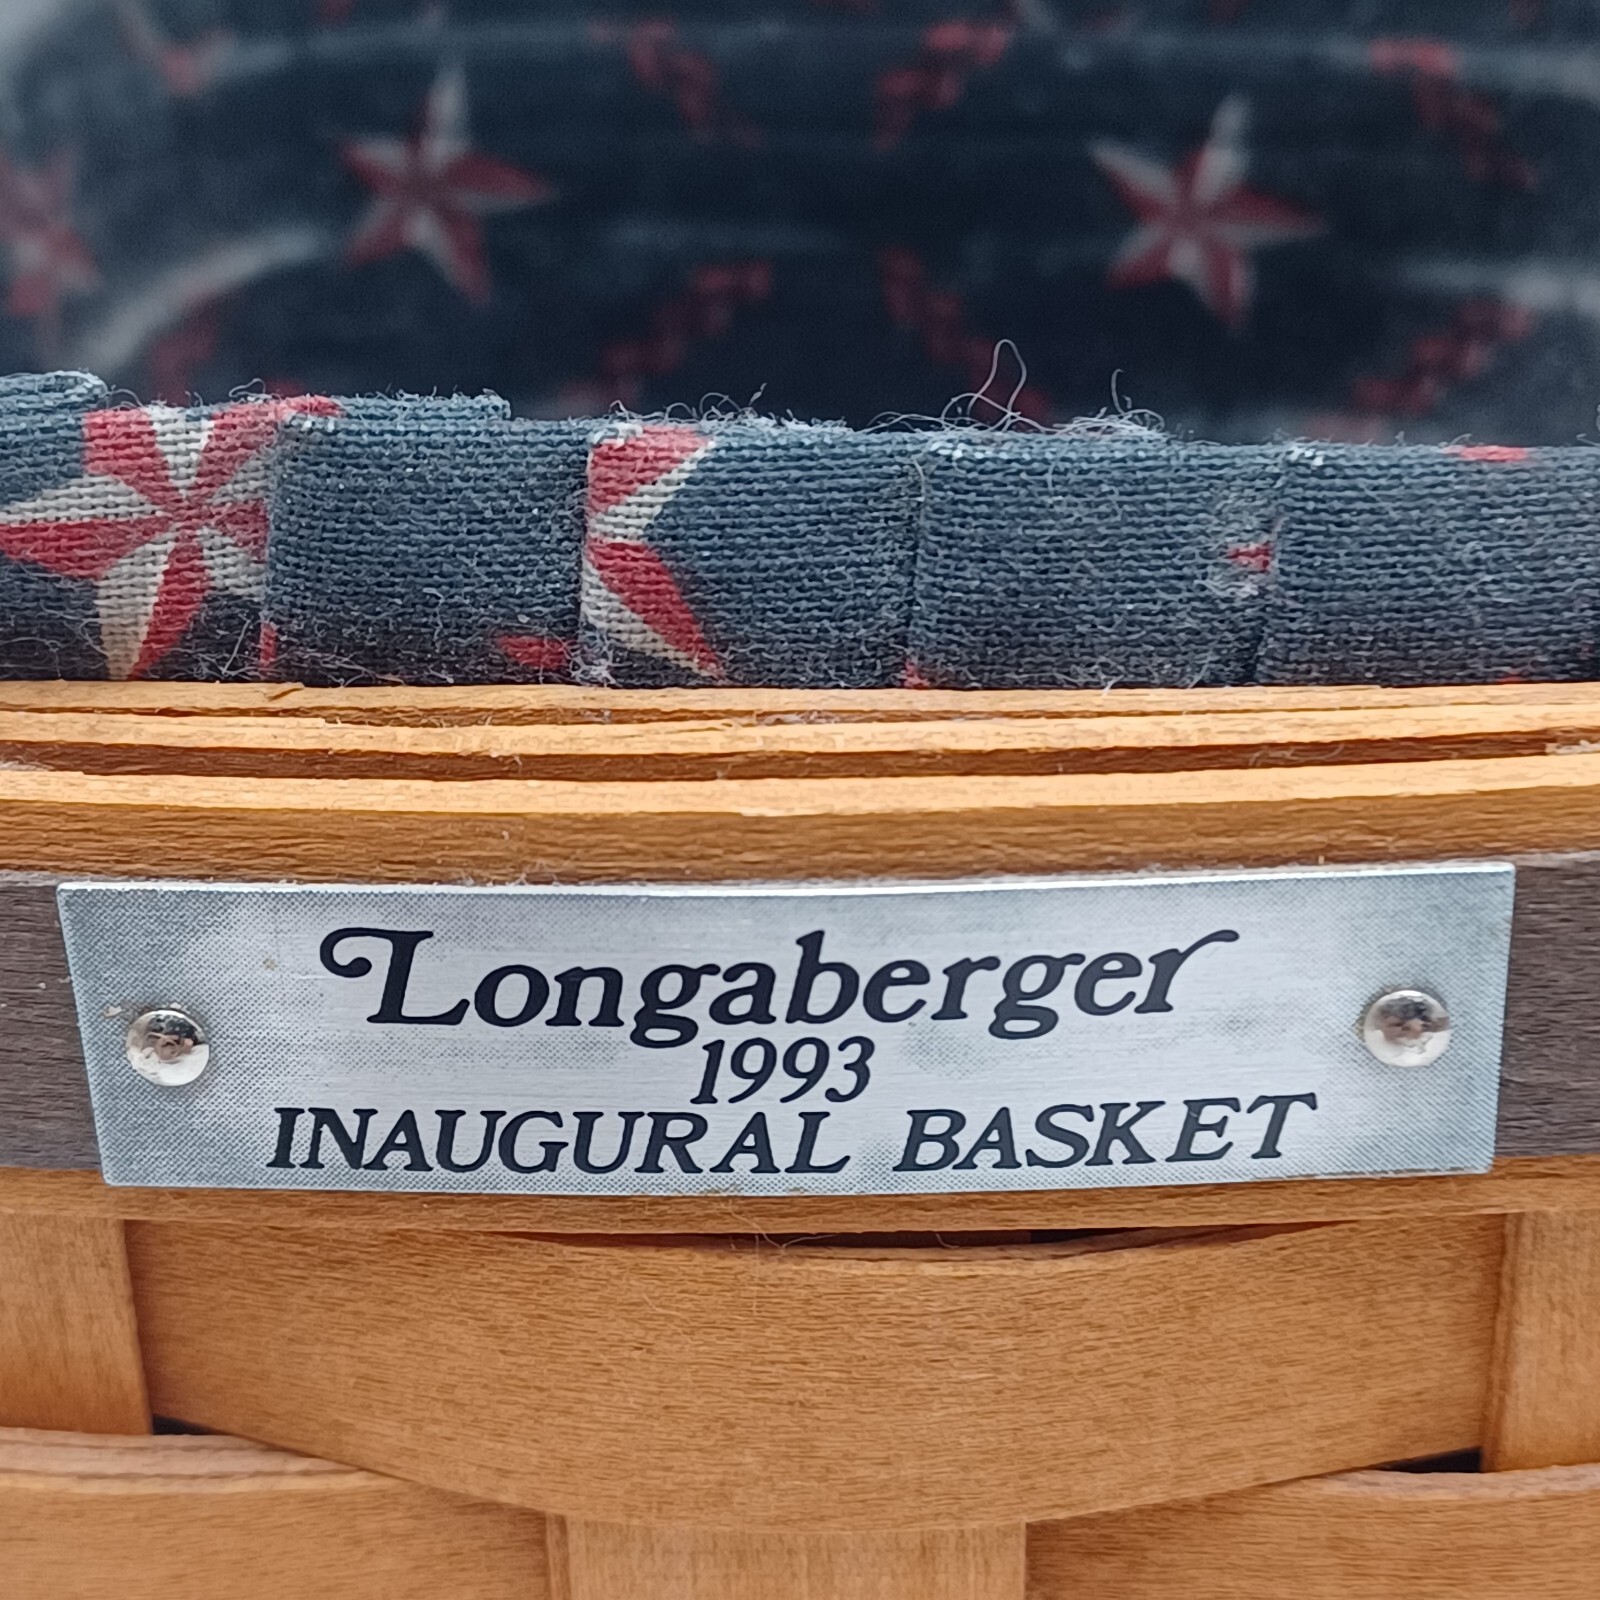 Longaberger
1993
INAUGURAL BASKET